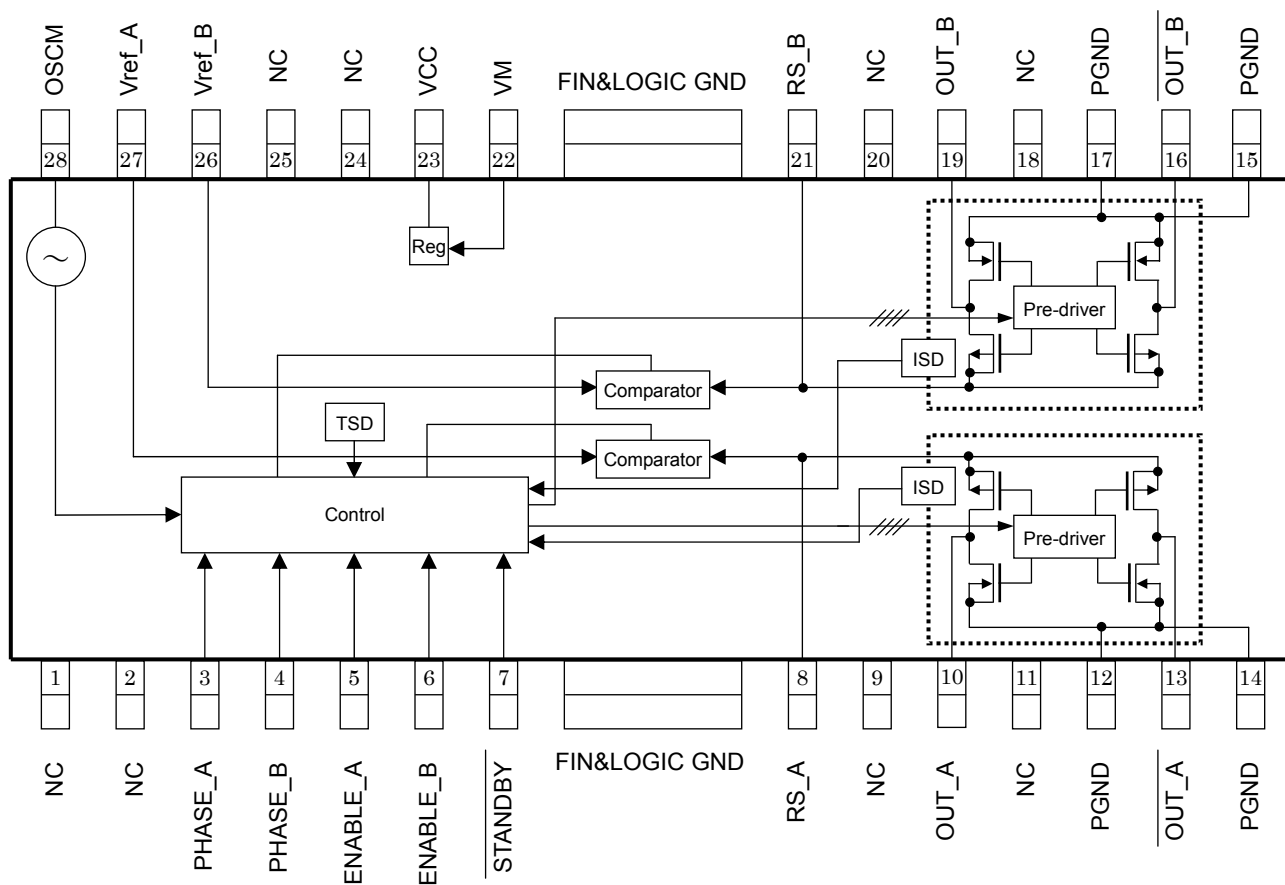 OSCM
Vref_A
Vref_B
NC
NC
VCC
VM
FIN&LOGIC GND
RS_B
NC
OUT_B
NC
PGND
OUT_B
PGND
28
27
26
25
24
23
22
21
20
19
18
17
16
15
Reg
~
Pre-driver
ISD
Comparator
TSD
Comparator
ISD
Control
Pre-driver
1
2
3
4
5
6
7
8
9
10
11
12
13
14
NC
NC
PHASE_A
PHASE_B
ENABLE_A
ENABLE_B
STANDBY
FIN&LOGIC GND
RS_A
NC
OUT_A
NC
PGND
OUT_A
PGND